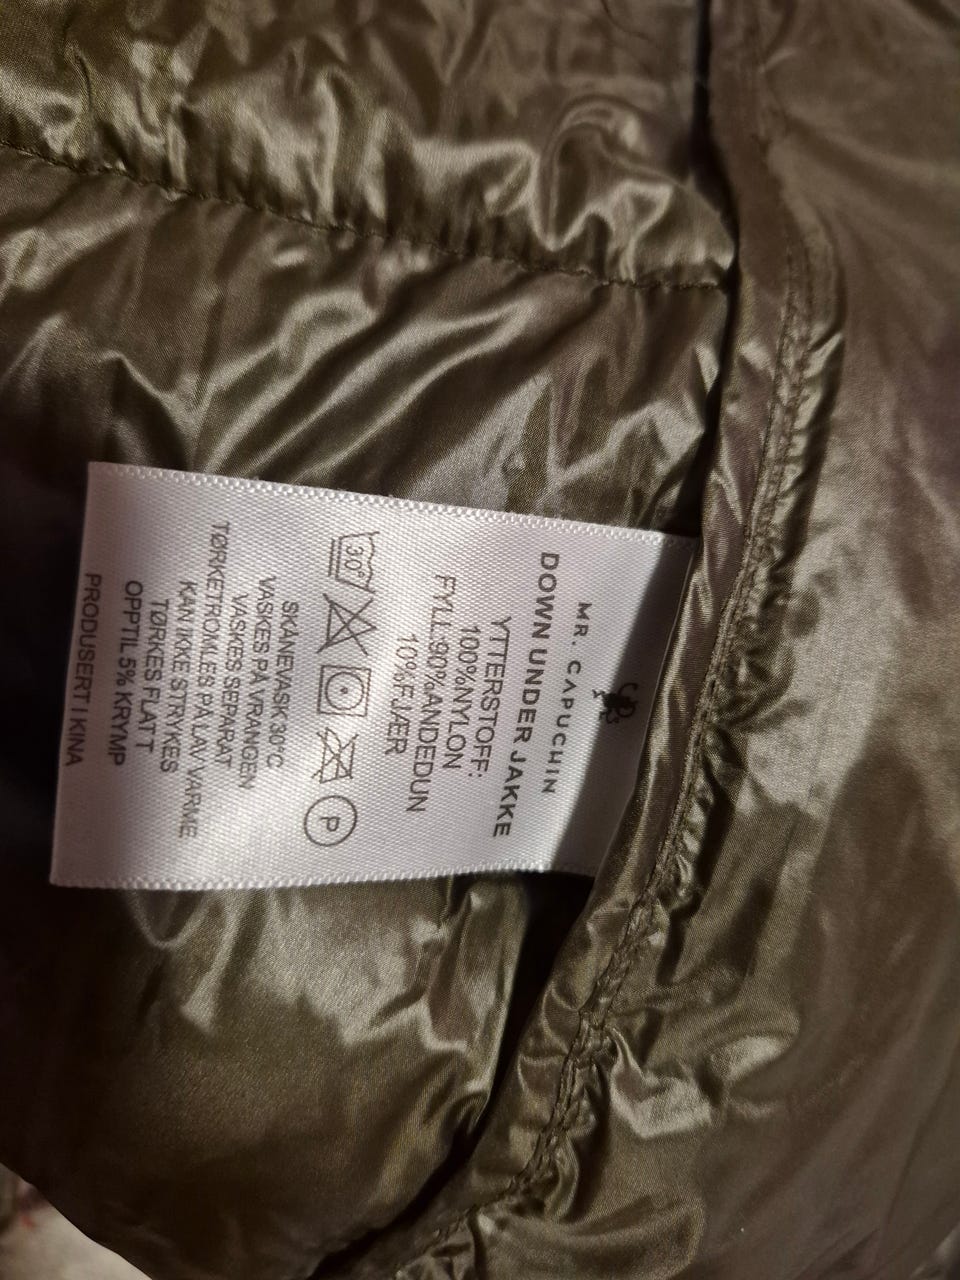 MR. CAPUCHIN
DOWN UNDER JAKKE
YTTERSTOFF:
100%NYLON
FYLL:90%ANDEDUN
10%FJÆR
30°
P
SKÅNEVASK 30°C
VASKES PÅ VRANGEN
VASKES SEPARAT
TØRKETROMLES PÅ LAV VARME
KAN IKKE STRYKES
TØRKES FLATT
OPPTIL 5% KRYMP
PRODUSERT I KINA